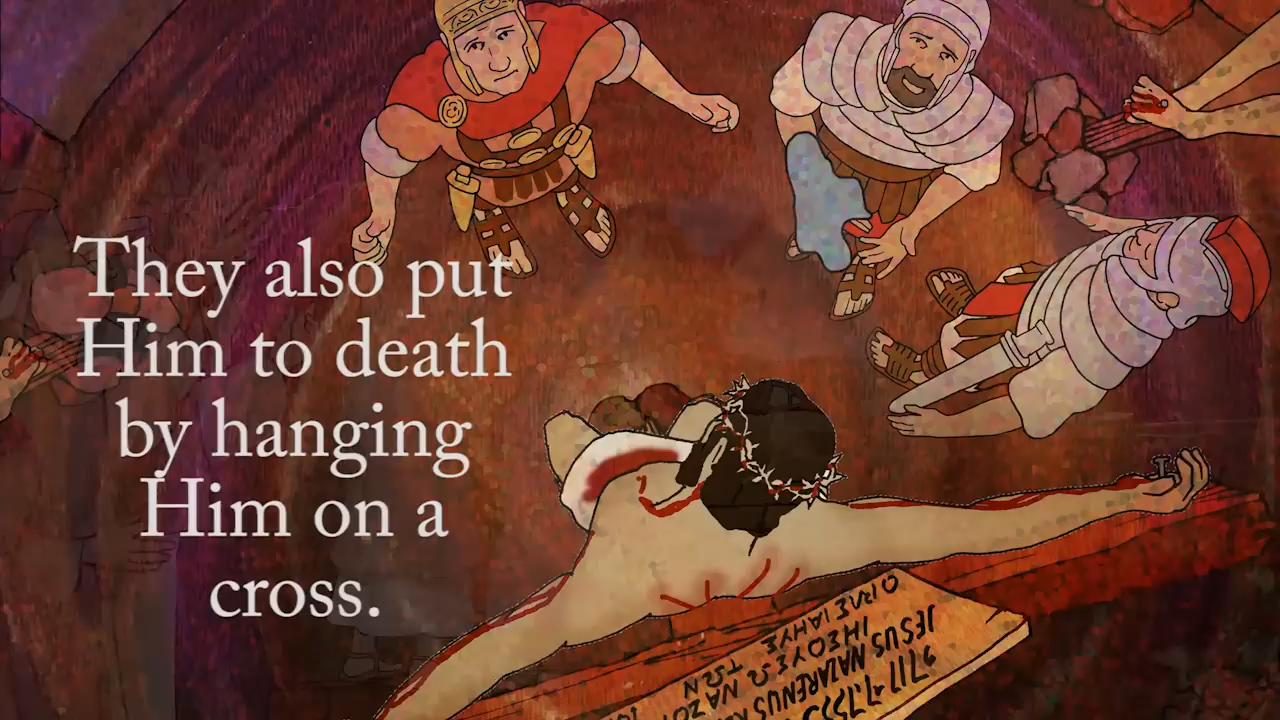 They also put
Him to death
by hanging
Him on a
cross.
JESUS NAZARENUS